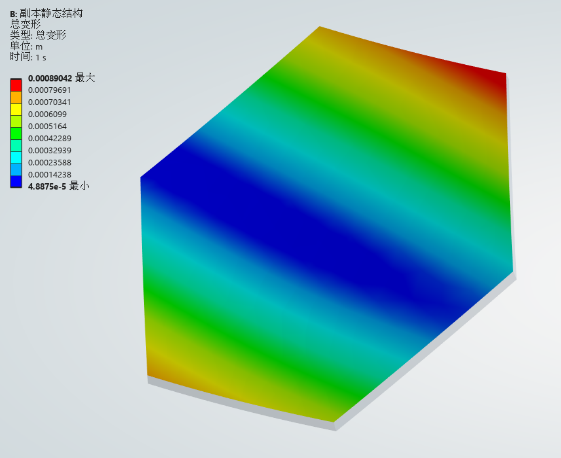 B: 副本静态结构
总变形
类型: 总变形
单位: m
时间: 1 s
0.00089042 最大
0.00079691
0.00070341
0.0006099
0.0005164
0.00042289
0.00032939
0.00023588
0.00014238
4.8875e-5 最小